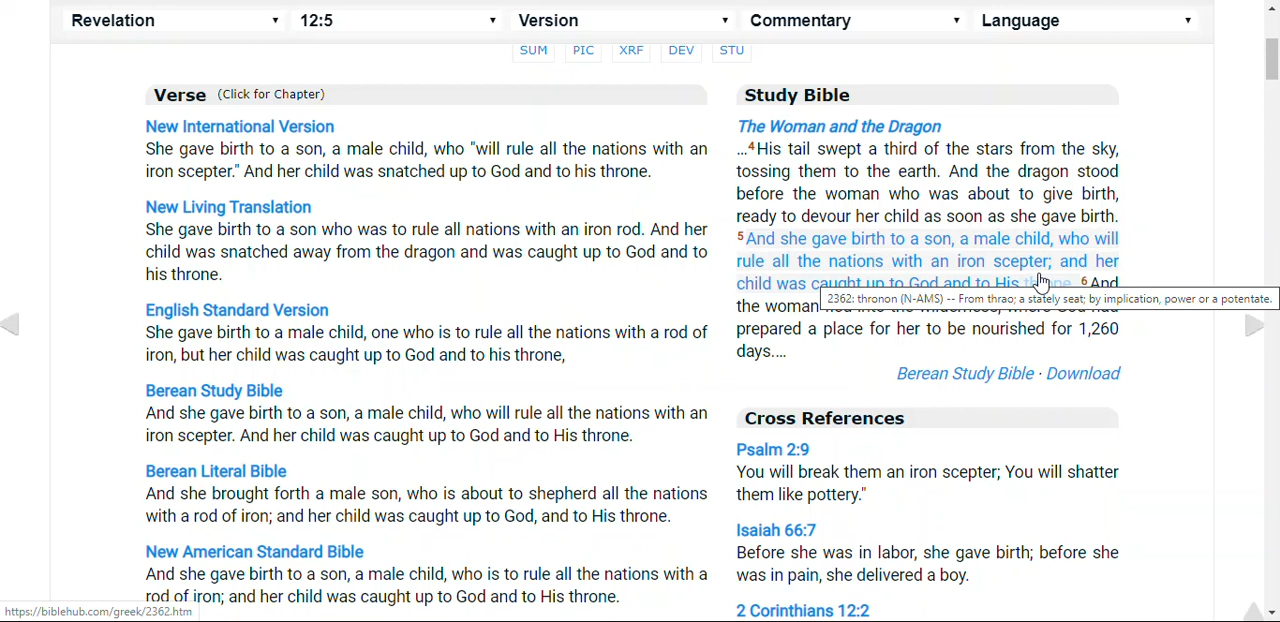 Revelation
12:5
Version
Commentary
Language
SUM PIC XRF DEV STU
Verse (Click for Chapter)
New International Version
She gave birth to a son, a male child, who "will rule all the nations with an
iron scepter." And her child was snatched up to God and to his throne.
New Living Translation
She gave birth to a son who was to rule all nations with an iron rod. And her
child was snatched away from the dragon and was caught up to God and to
his throne.
English Standard Version
She gave birth to a male child, one who is to rule all the nations with a rod of
iron, but her child was caught up to God and to his throne,
Berean Study Bible
And she gave birth to a son, a male child, who will rule all the nations with an
iron scepter. And her child was caught up to God and to His throne.
Berean Literal Bible
And she brought forth a male son, who is about to shepherd all the nations
with a rod of iron; and her child was caught up to God, and to His throne.
New American Standard Bible
And she gave birth to a son, a male child, who is to rule all the nations with a
rod of iron; and her child was caught up to God and to His throne.
https://biblehub.com/greek/2362.htm
Study Bible
The Woman and the Dragon
...4His tail swept a third of the stars from the sky,
tossing them to the earth. And the dragon stood
before the woman who was about to give birth,
ready to devour her child as soon as she gave birth.
5And she gave birth to a son, a male child, who will
rule all the nations with an iron scepter; and her
child was caught up to God and to His throne. 6And
2362: thronon (N-AMS) -- From thrao; a stately seat; by implication, power or a potentate.
the woman fled into the wilderness, where God had
prepared a place for her to be nourished for 1,260
days....
Berean Study Bible · Download
Cross References
Psalm 2:9
You will break them an iron scepter; You will shatter
them like pottery."
Isaiah 66:7
Before she was in labor, she gave birth; before she
was in pain, she delivered a boy.
2 Corinthians 12:2